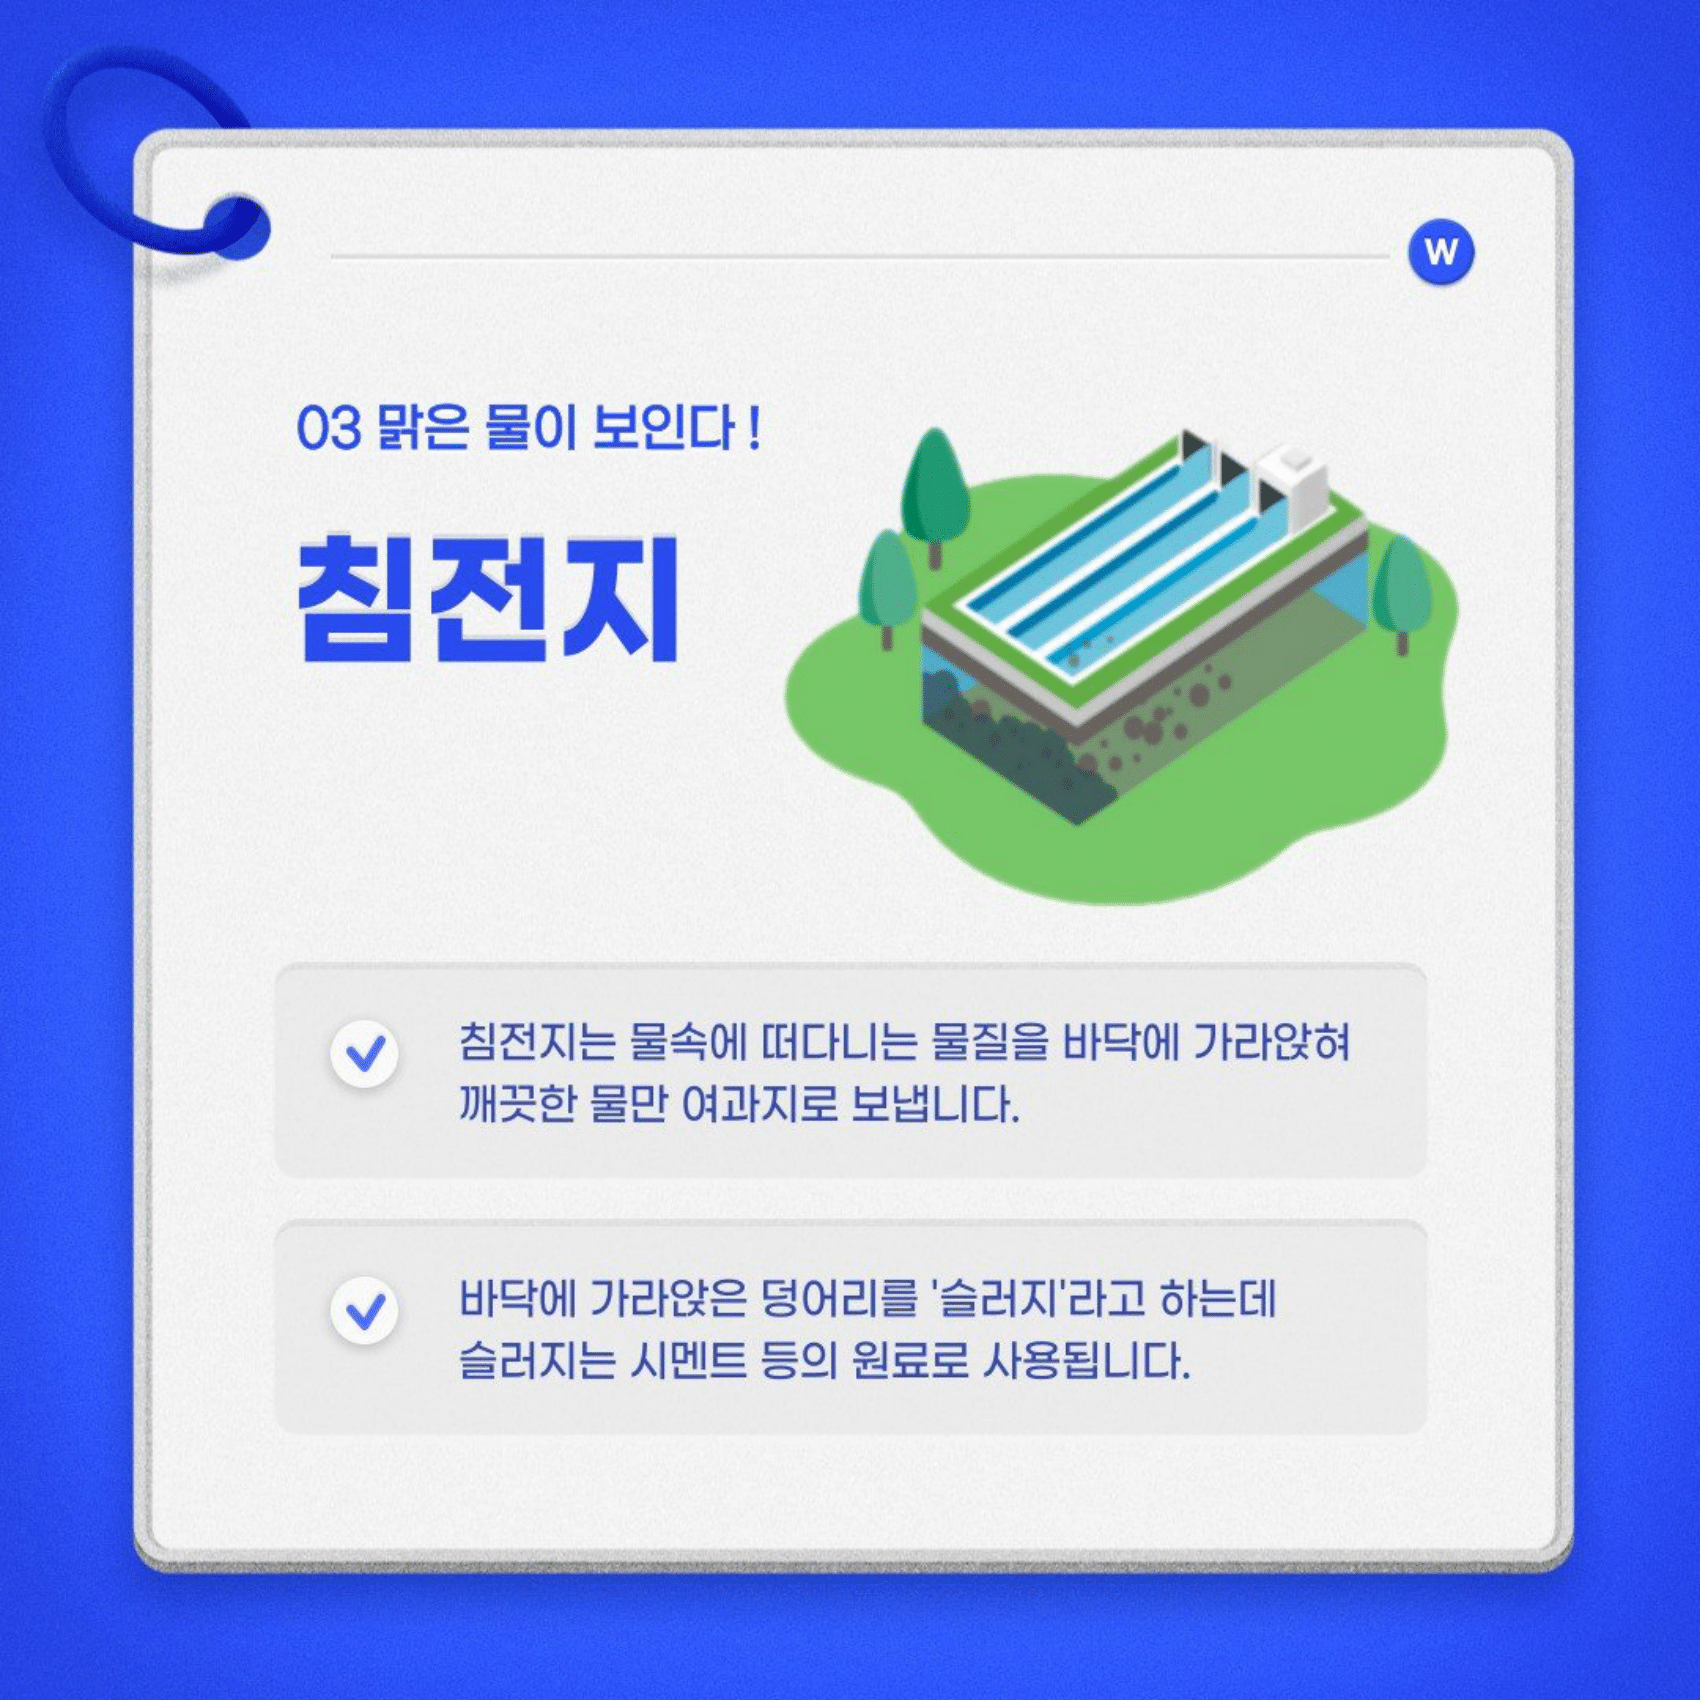 W
03 맑은 물이 보인다 !
침전지
침전지는 물속에 떠다니는 물질을 바닥에 가라앉혀
깨끗한 물만 여과지로 보냅니다.
바닥에 가라앉은 덩어리를 '슬러지'라고 하는데
슬러지는 시멘트 등의 원료로 사용됩니다.